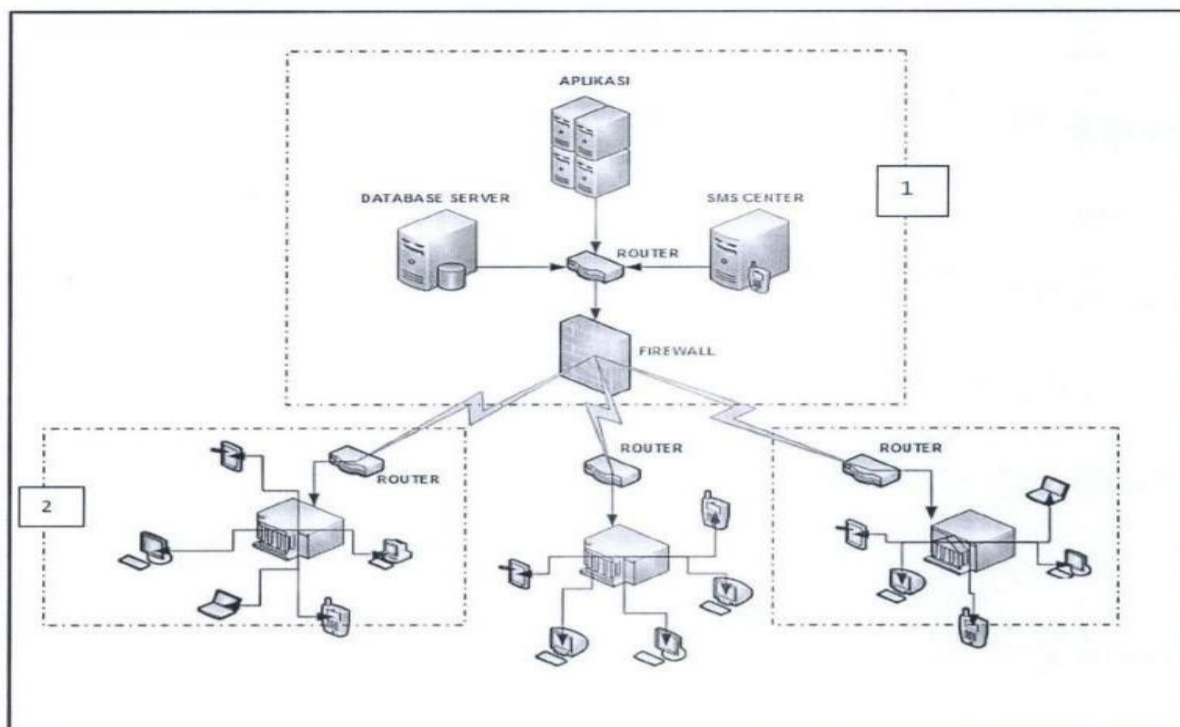 APLIKASI
1
DATABASE SERVER
SMS CENTER
ROUTER
FIREWALL
ROUTER
ROUTER
ROUTER
2